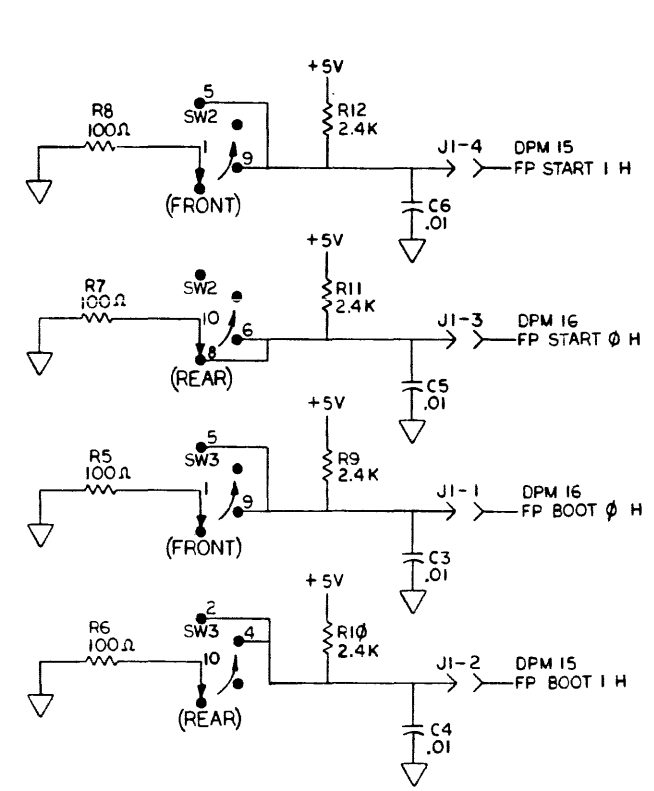 +5V
5
SW2
R8
100Ω
1
9
(FRONT)
R12
2.4K
J1-4
DPM 15
FP START 1 H
C6
.01
+5V
SW2
R7
100Ω
10
6
8
(REAR)
R11
2.4K
J1-3
DPM 16
FP START Ø H
C5
.01
+5V
5
SW3
R5
100Ω
1
9
(FRONT)
R9
2.4K
J1-1
DPM 16
FP BOOT Ø H
C3
.01
+5V
2
SW3
4
R6
100Ω
10
(REAR)
R1Ø
2.4K
J1-2
DPM 15
FP BOOT 1 H
C4
.01